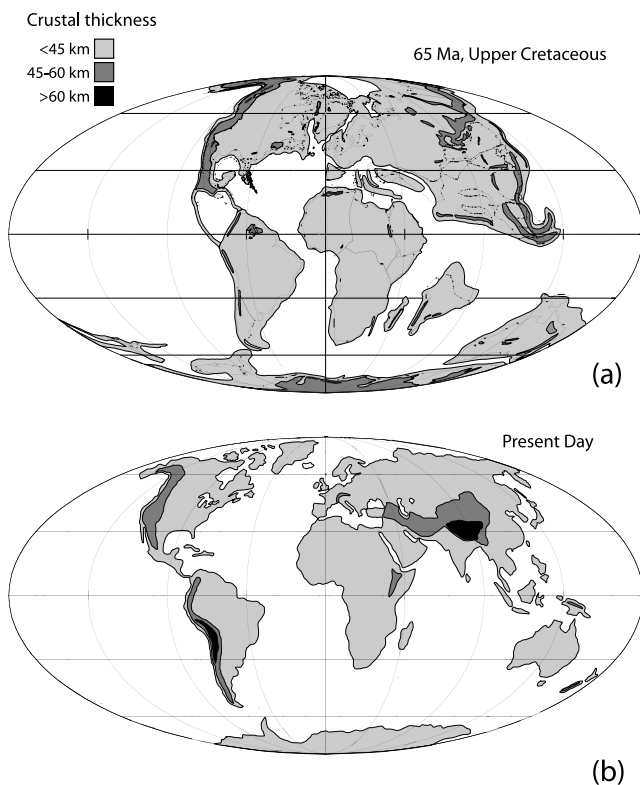 Crustal thickness
<45 km
45-60 km
>60 km
65 Ma, Upper Cretaceous
(a)
Present Day
(b)